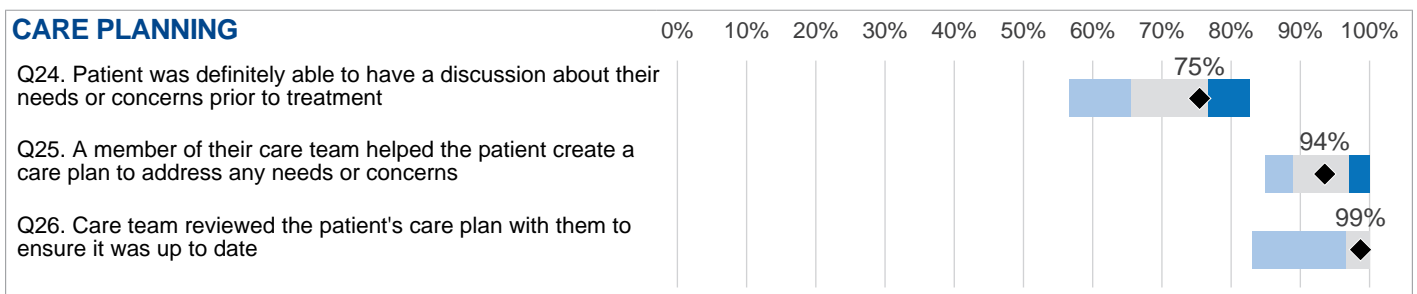 CARE PLANNING
0% 10% 20% 30% 40% 50% 60% 70% 80% 90% 100%
Q24. Patient was definitely able to have a discussion about their
needs or concerns prior to treatment
75%
Q25. A member of their care team helped the patient create a
care plan to address any needs or concerns
94%
Q26. Care team reviewed the patient's care plan with them to
ensure it was up to date
99%